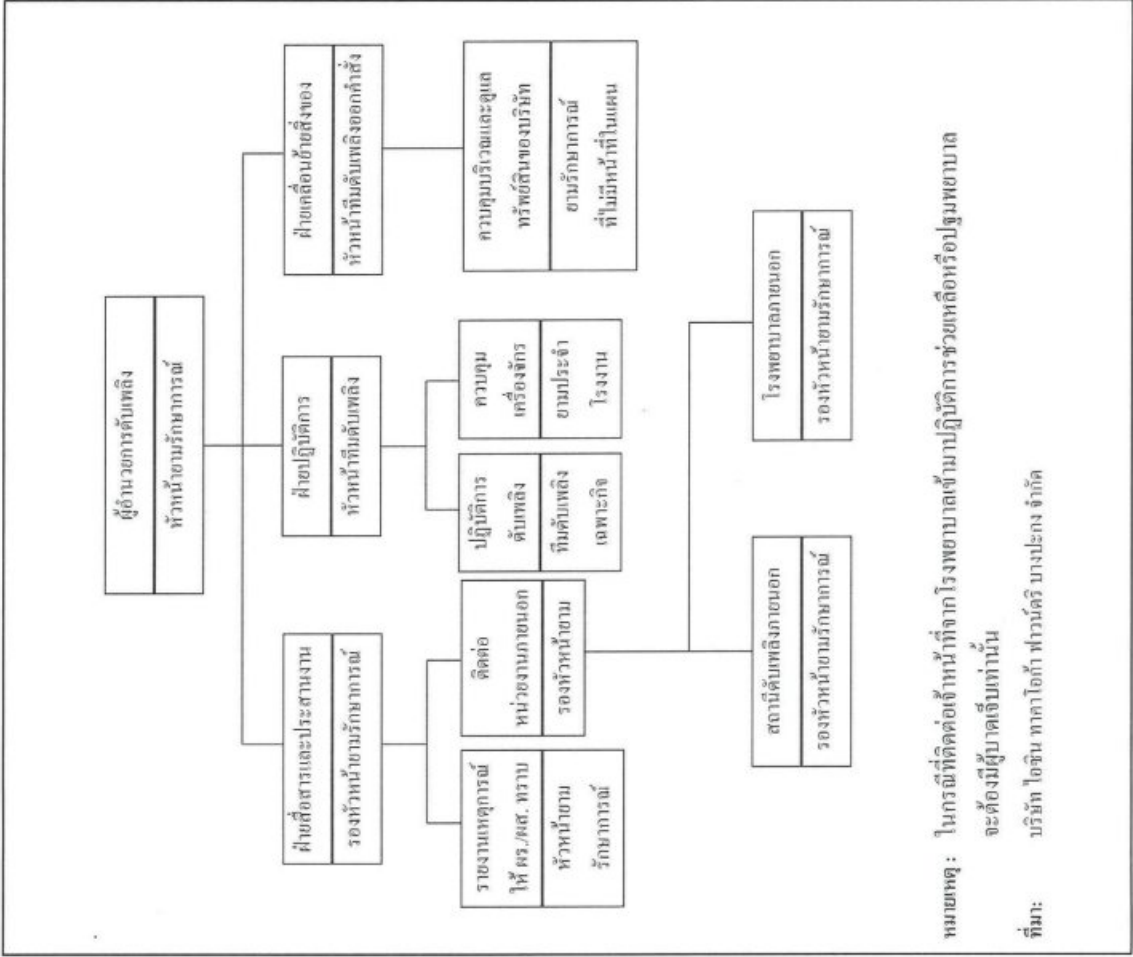 ผู้อำนวยการดับเพลิง
หัวหน้ายามรักษาการณ์
ฝ่ายสื่อสารและประสานงาน
รองหัวหน้ายามรักษาการณ์
ฝ่ายปฏิบัติการ
หัวหน้าทีมดับเพลิง
ฝ่ายเคลื่อนย้ายสิ่งของ
หัวหน้าทีมดับเพลิงออกคำสั่ง
รายงานเหตุการณ์
ให้ ผร./ผส. ทราบ
หัวหน้ายาม
รักษาการณ์
ติดต่อ
หน่วยงานภายนอก
รองหัวหน้ายาม
ปฏิบัติการ
ดับเพลิง
ทีมดับเพลิง
เฉพาะกิจ
ควบคุม
เครื่องจักร
ยามประจำ
โรงงาน
ควบคุมบริเวณและดูแล
ทรัพย์สินของบริษัท
ยามรักษาการณ์
ที่ไม่มีหน้าที่ในแผน
สถานีดับเพลิงภายนอก
รองหัวหน้ายามรักษาการณ์
โรงพยาบาลภายนอก
รองหัวหน้ายามรักษาการณ์
หมายเหตุ : ในกรณีที่ติดต่อเจ้าหน้าที่จากโรงพยาบาลเข้ามาปฏิบัติการช่วยเหลือหรือปฐมพยาบาล
จะต้องมีผู้บาดเจ็บเท่านั้น
ที่มา: บริษัท ไอซิน ทาคาโอก้า ฟาวน์ดริ บางปะกง จำกัด